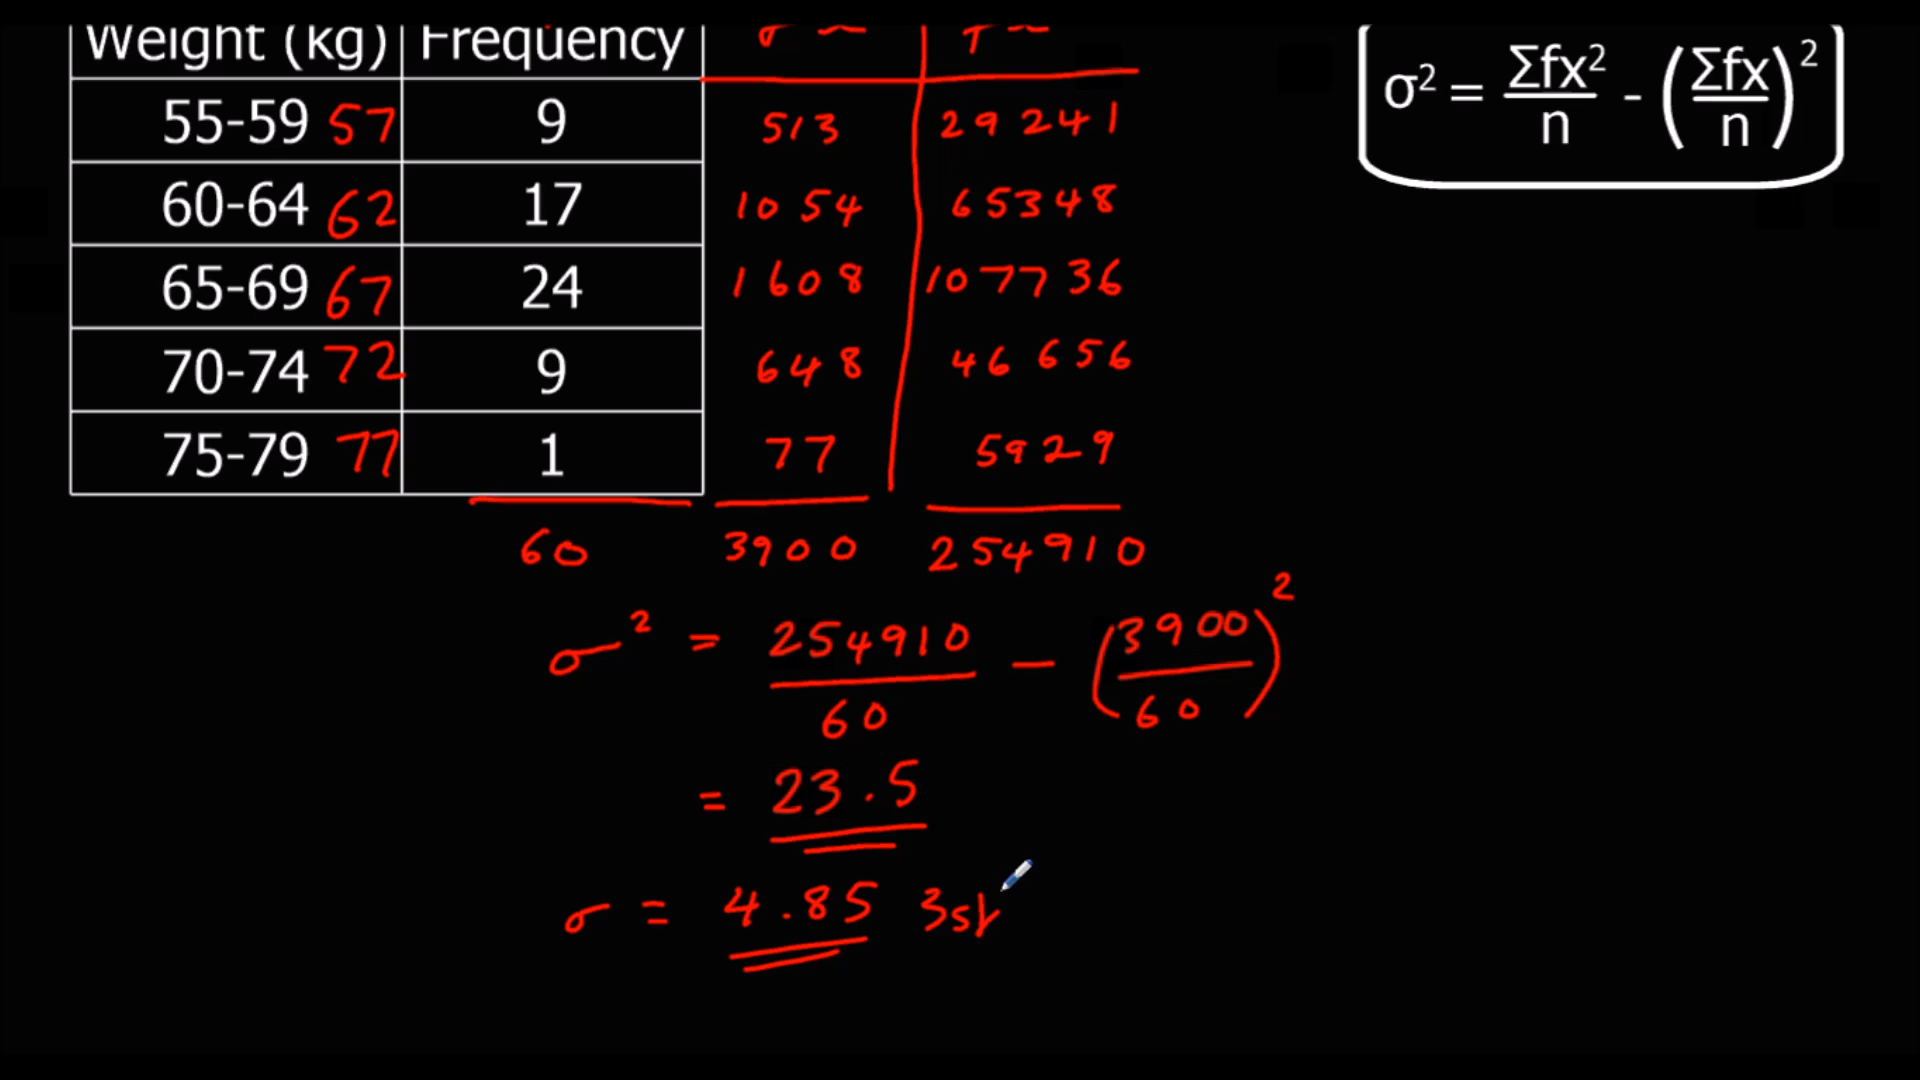 Weight (kg) Frequency
55-59 57 9 513 29241
60-64 62 17 1054 65348
65-69 67 24 1608 107736
70-74 72 9 648 46656
75-79 77 1 77 5929
60 3900 254910
σ² = Σfx²/n - (Σfx/n)²
σ² = 254910/60 - (3900/60)²
= 23.5
σ = 4.85 3sf